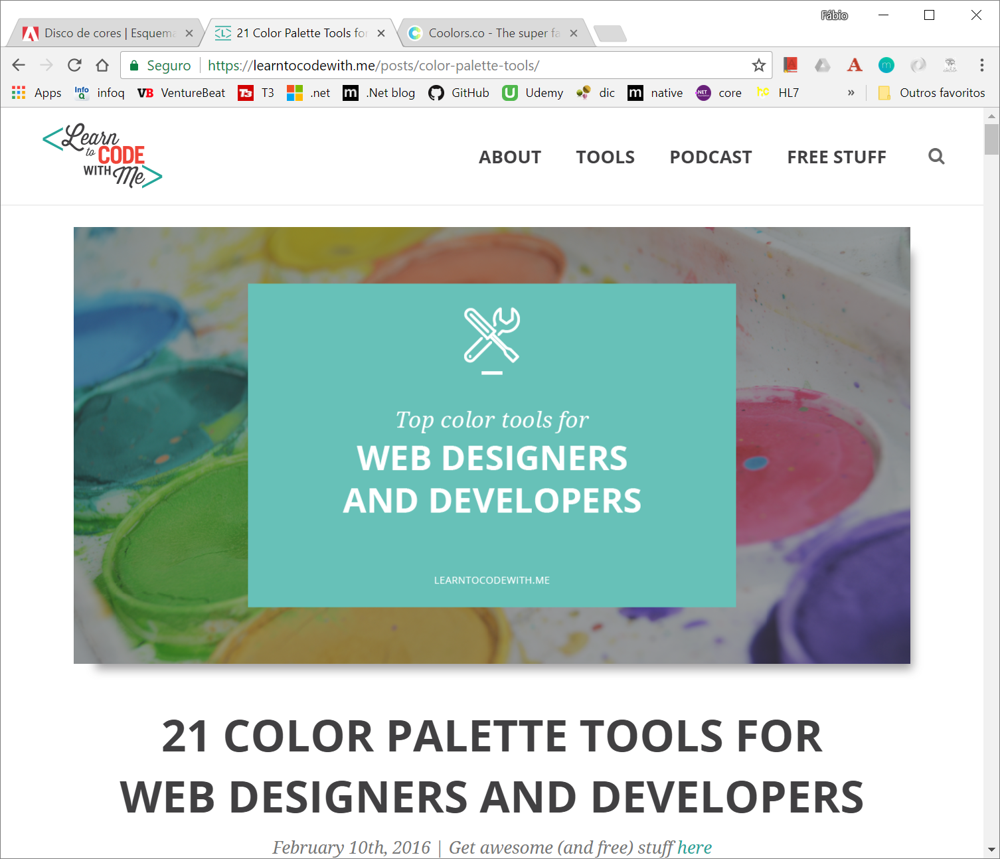 Fábio
Disco de cores | Esquema
21 Color Palette Tools for
Coolors.co - The super fa
Seguro
https://learntocodewith.me/posts/color-palette-tools/
Apps
Info Q
infoq
VB
VentureBeat
T3
T3
.net
m
.Net blog
GitHub
U
Udemy
dic
m
native
.NET
core
HL7
»
Outros favoritos
Learn
to CODE
WITH Me
ABOUT
TOOLS
PODCAST
FREE STUFF
Top color tools for
WEB DESIGNERS
AND DEVELOPERS
LEARNTOCODEWITH.ME
21 COLOR PALETTE TOOLS FOR
WEB DESIGNERS AND DEVELOPERS
February 10th, 2016 | Get awesome (and free) stuff here